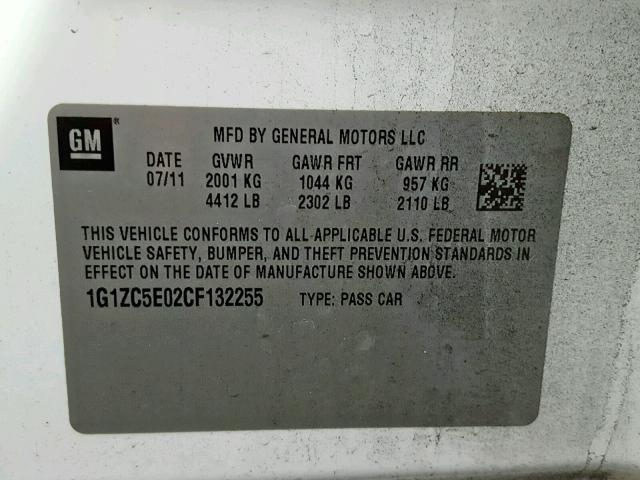 GM®
MFD BY GENERAL MOTORS LLC
DATE GVWR GAWR FRT GAWR RR
07/11 2001 KG 1044 KG 957 KG
4412 LB 2302 LB 2110 LB
THIS VEHICLE CONFORMS TO ALL APPLICABLE U.S. FEDERAL MOTOR
VEHICLE SAFETY, BUMPER, AND THEFT PREVENTION STANDARDS IN
EFFECT ON THE DATE OF MANUFACTURE SHOWN ABOVE.
1G1ZC5E02CF132255 TYPE: PASS CAR